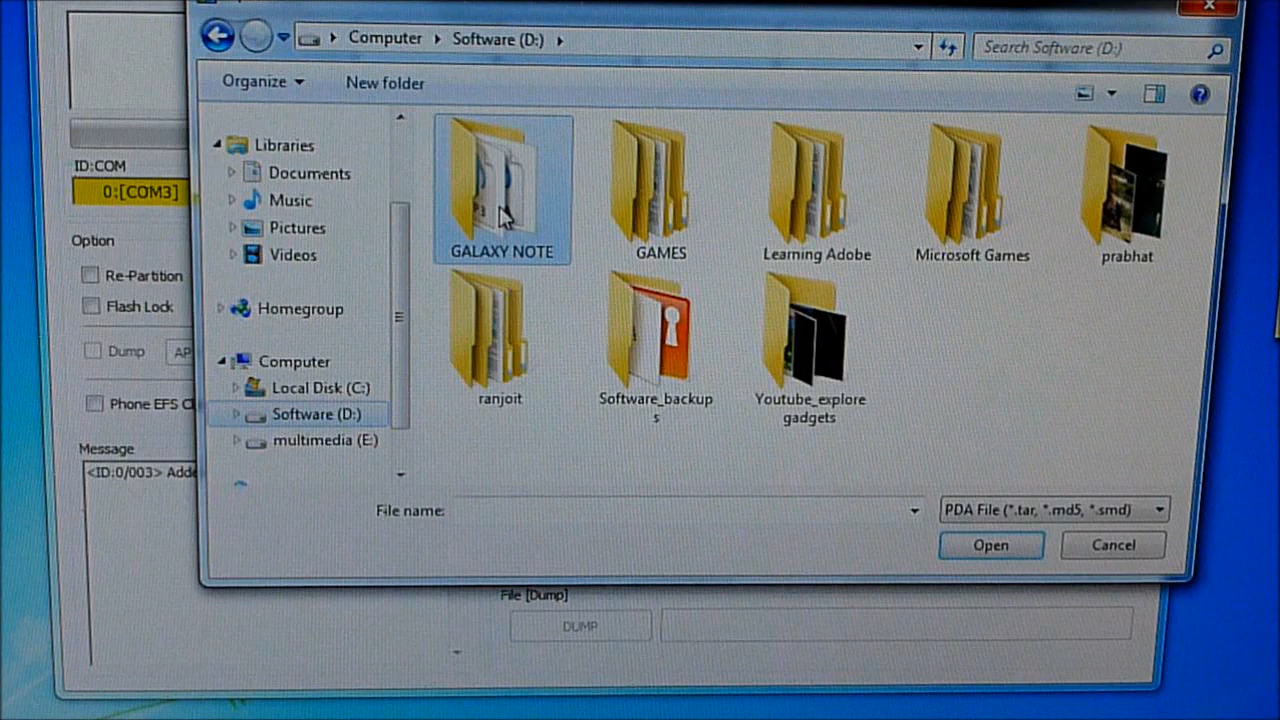 Computer
Software (D:)
Search Software (D:)
Organize
New folder
Libraries
Documents
Music
Pictures
Videos
Homegroup
Computer
Local Disk (C:)
Software (D:)
multimedia (E:)
GALAXY NOTE
GAMES
Learning Adobe
Microsoft Games
prabhat
ranjoit
Software_backup
s
Youtube_explore
gadgets
File name:
PDA File (*.tar, *.md5, *.smd)
Open
Cancel
ID:COM
0:[COM3]
Option
Re-Partition
Flash Lock
Dump
AP
Phone EFS C
Message
<ID:0/003> Adde
File [Dump]
DUMP